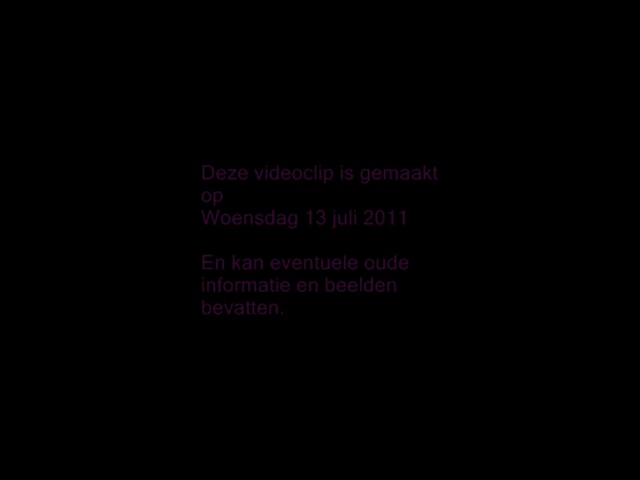 Deze videoclip is gemaakt
op
Woensdag 13 juli 2011
En kan eventuele oude
informatie en beelden
bevatten.